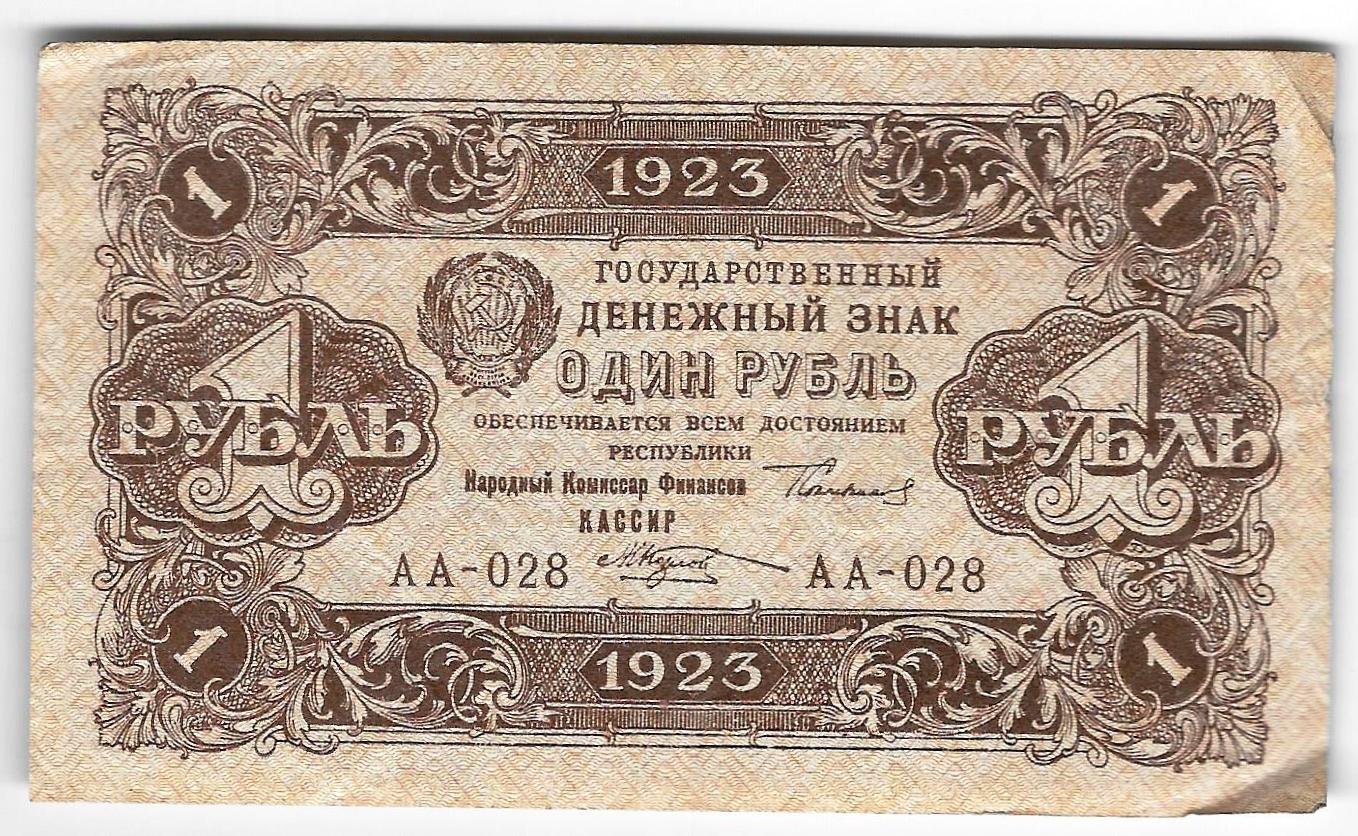 1923
1
1
ГОСУДАРСТВЕННЫЙ
ДЕНЕЖНЫЙ ЗНАК
ОДИН РУБЛЬ
1 РУБЛЬ
1 РУБЛЬ
ОБЕСПЕЧИВАЕТСЯ ВСЕМ ДОСТОЯНИЕМ
РЕСПУБЛИКИ
Народный Комиссар Финансов
КАССИР
АА-028
АА-028
1
1
1923